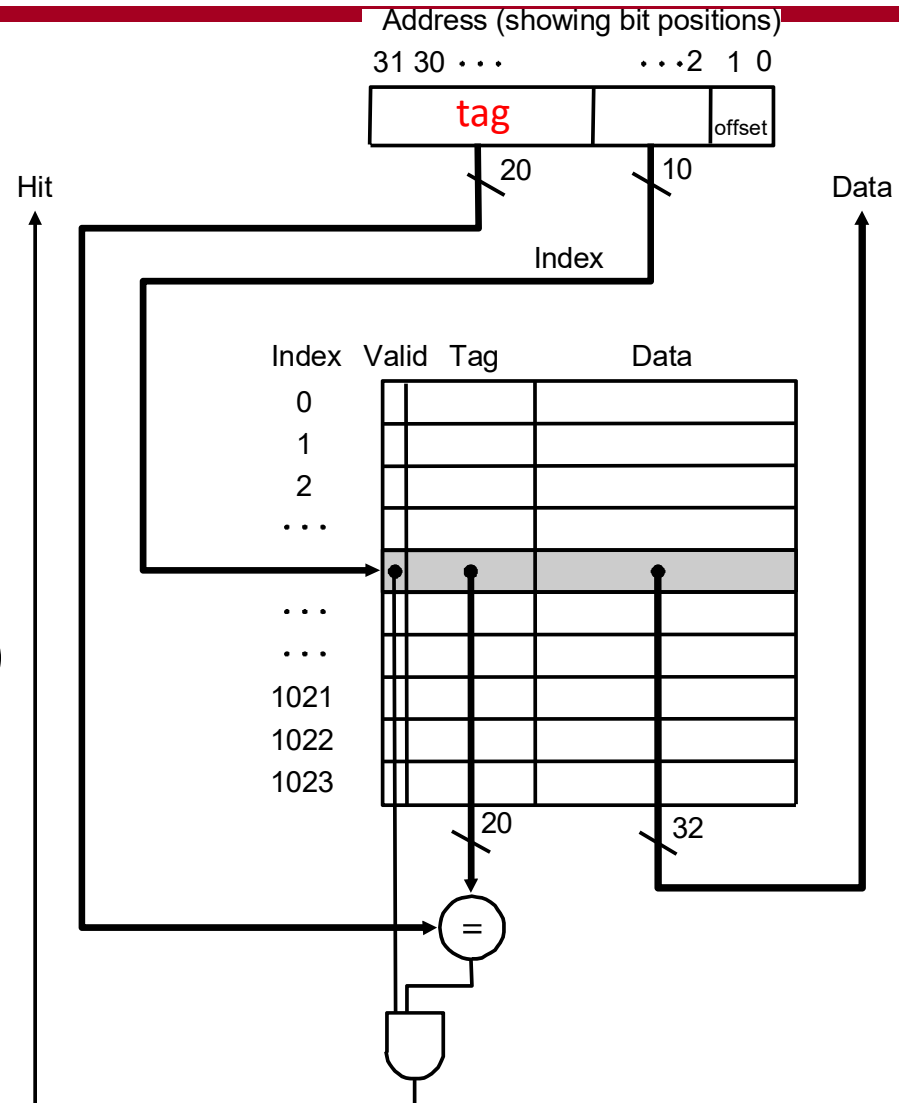 Address (showing bit positions)
31 30 · · · · · · 2 1 0
tag offset
20 10
Hit Data
Index
Index Valid Tag Data
0
1
2
· · ·
· · ·
)
· · ·
1021
1022
1023
20 32
=